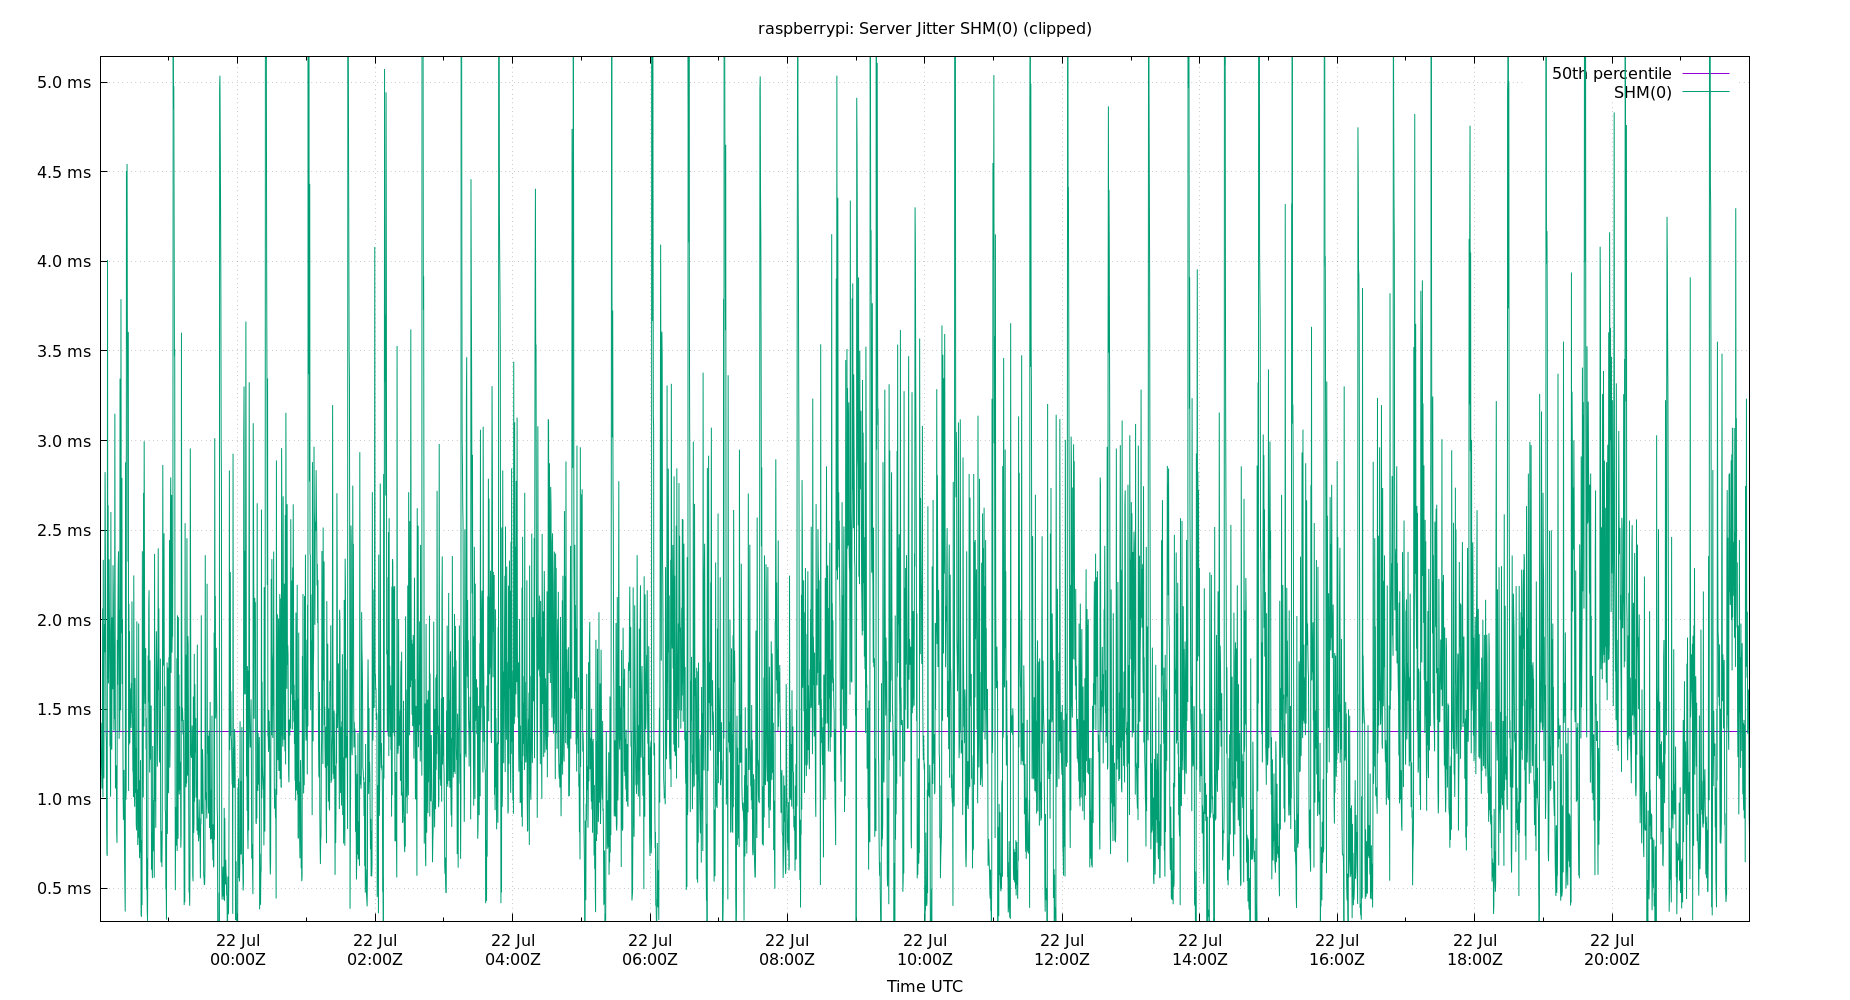 raspberrypi: Server Jitter SHM(0) (clipped)
5.0 ms
4.5 ms
4.0 ms
3.5 ms
3.0 ms
2.5 ms
2.0 ms
1.5 ms
1.0 ms
0.5 ms
50th percentile
SHM(0)
22 Jul 22 Jul 22 Jul 22 Jul 22 Jul 22 Jul 22 Jul 22 Jul 22 Jul 22 Jul 22 Jul
00:00Z 02:00Z 04:00Z 06:00Z 08:00Z 10:00Z 12:00Z 14:00Z 16:00Z 18:00Z 20:00Z
Time UTC